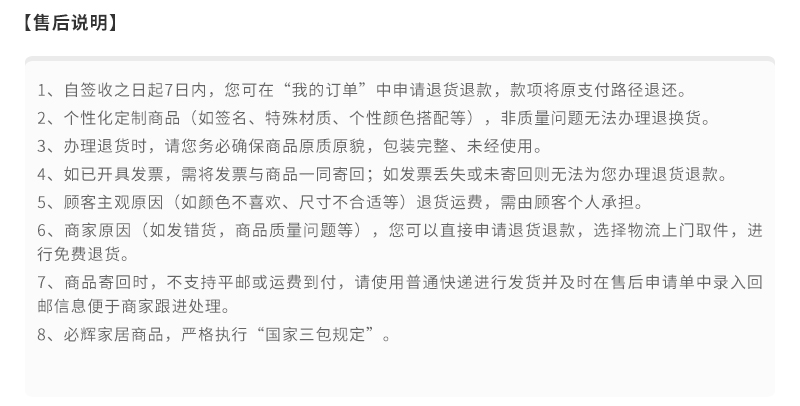 【售后说明】
1、自签收之日起7日内，您可在“我的订单”中申请退货退款，款项将原支付路径退还。
2、个性化定制商品（如签名、特殊材质、个性颜色搭配等），非质量问题无法办理退换货。
3、办理退货时，请您务必确保商品原质原貌，包装完整、未经使用。
4、如已开具发票，需将发票与商品一同寄回；如发票丢失或未寄回则无法为您办理退货退款。
5、顾客主观原因（如颜色不喜欢、尺寸不合适等）退货运费，需由顾客个人承担。
6、商家原因（如发错货，商品质量问题等），您可以直接申请退货退款，选择物流上门取件，进
行免费退货。
7、商品寄回时，不支持平邮或运费到付，请使用普通快递进行发货并及时在售后申请单中录入回
邮信息便于商家跟进处理。
8、必辉家居商品，严格执行“国家三包规定”。